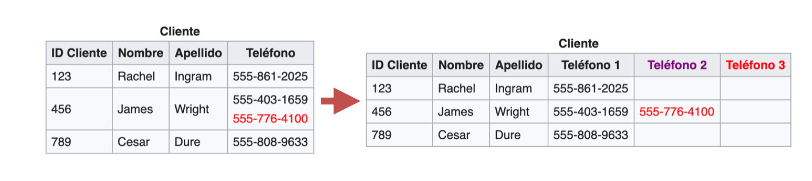 Cliente
ID Cliente Nombre Apellido Teléfono
123 Rachel Ingram 555-861-2025
456 James Wright 555-403-1659
555-776-4100
789 Cesar Dure 555-808-9633
Cliente
ID Cliente Nombre Apellido Teléfono 1 Teléfono 2 Teléfono 3
123 Rachel Ingram 555-861-2025
456 James Wright 555-403-1659 555-776-4100
789 Cesar Dure 555-808-9633